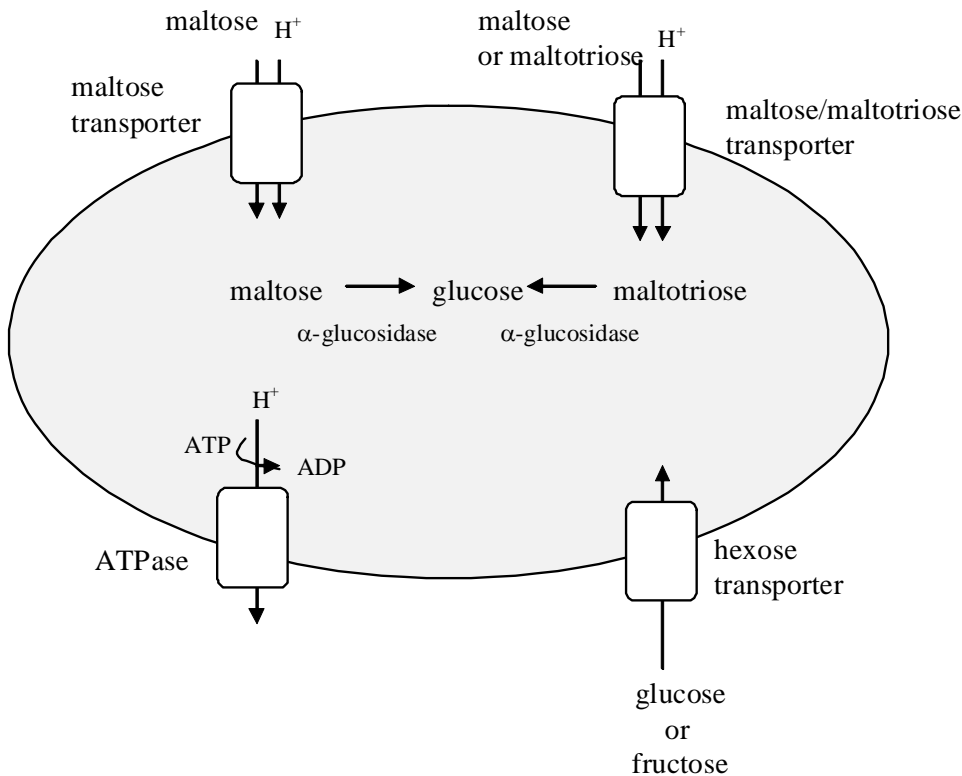 maltose H⁺
maltose
transporter
maltose
or maltotriose H⁺
maltose/maltotriose
transporter
maltose glucose maltotriose
α-glucosidase α-glucosidase
H⁺
ATP
ADP
ATPase
hexose
transporter
glucose
or
fructose